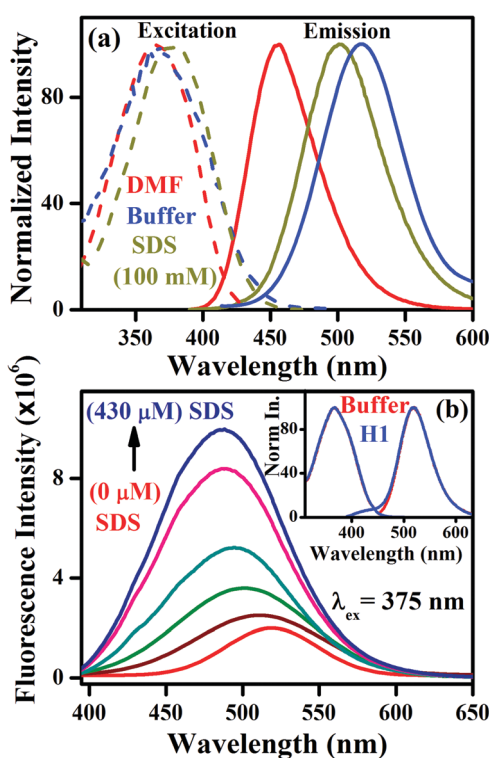 (a) Excitation Emission
Normalized Intensity
80
40
0
DMF
Buffer
SDS
(100 mM)
350 400 450 500 550 600
Wavelength (nm)
Fluorescence Intensity (x10⁶)
8
4
0
(430 μM) SDS
(0 μM)
SDS
(b)
Norm In.
80
40
0
Buffer
H1
400 500 600
Wavelength (nm)
λex = 375 nm
400 450 500 550 600 650
Wavelength (nm)